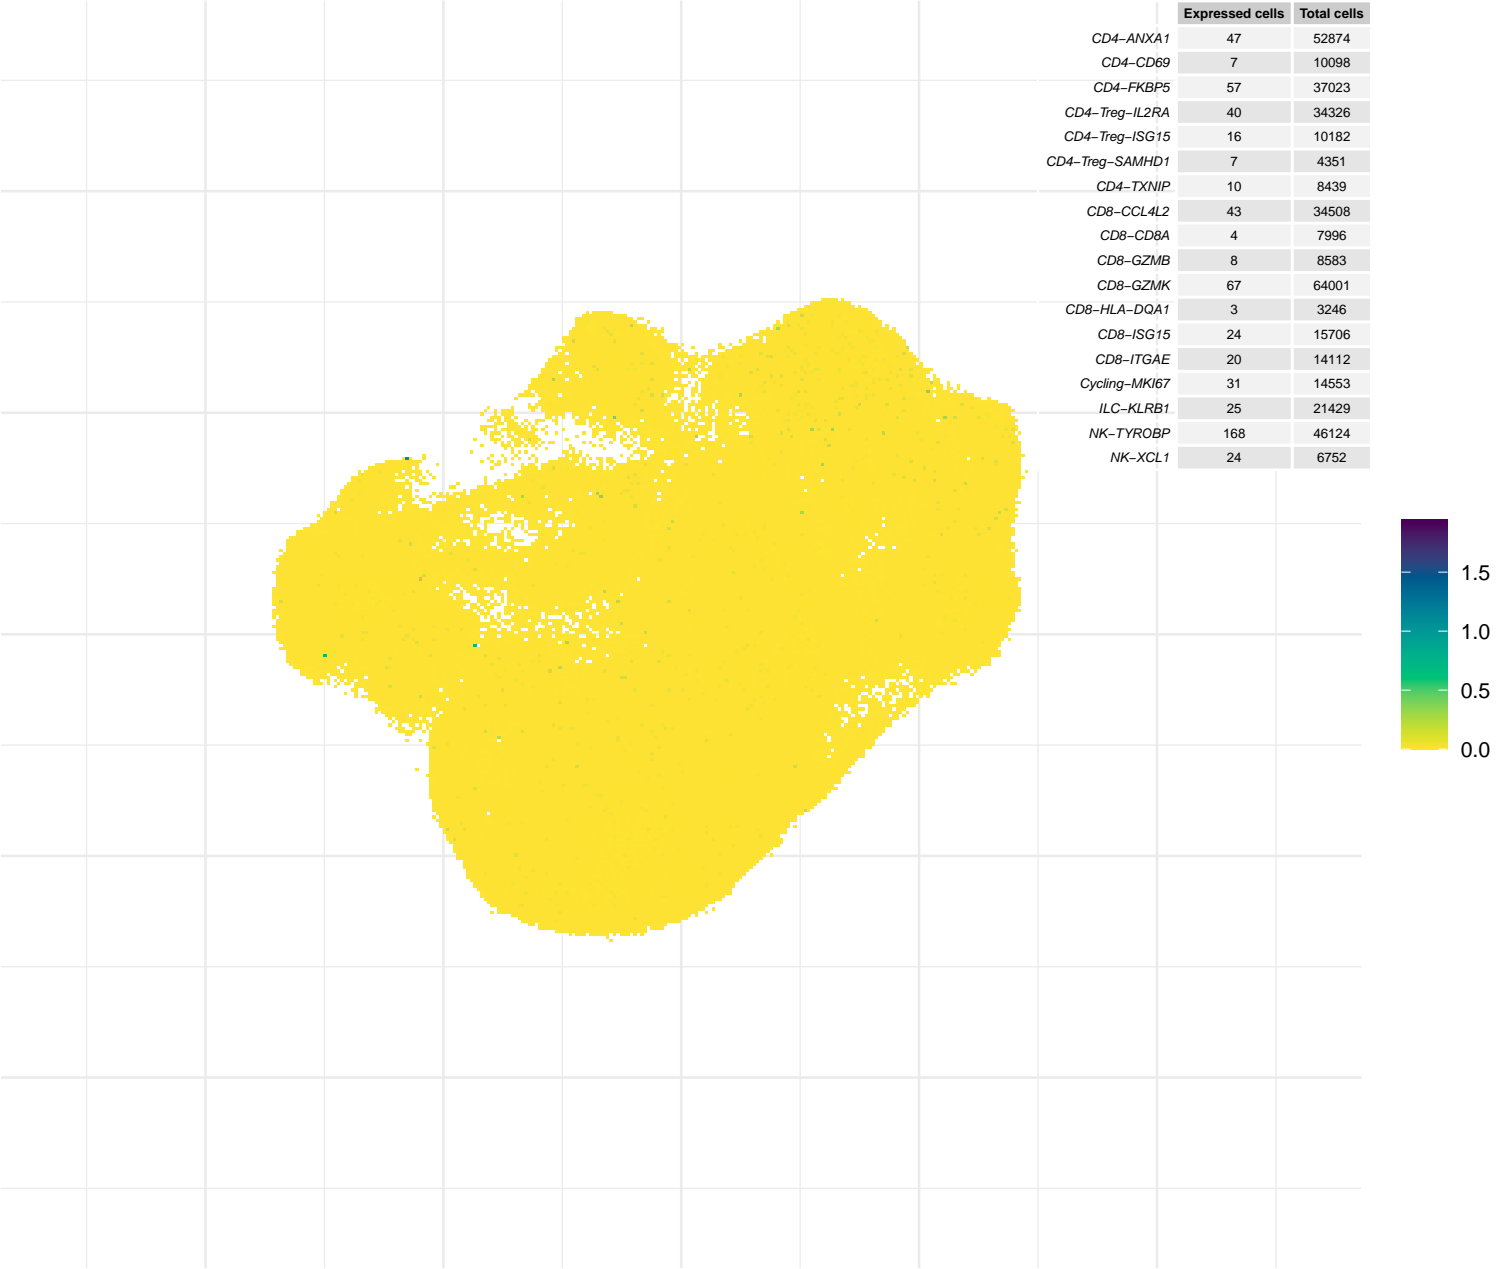 Expressed cells Total cells
CD4−ANXA1 47 52874
CD4−CD69 7 10098
CD4−FKBP5 57 37023
CD4−Treg−IL2RA 40 34326
CD4−Treg−ISG15 16 10182
CD4−Treg−SAMHD1 7 4351
CD4−TXNIP 10 8439
CD8−CCL4L2 43 34508
CD8−CD8A 4 7996
CD8−GZMB 8 8583
CD8−GZMK 67 64001
CD8−HLA−DQA1 3 3246
CD8−ISG15 24 15706
CD8−ITGAE 20 14112
Cycling−MKI67 31 14553
ILC−KLRB1 25 21429
NK−TYROBP 168 46124
NK−XCL1 24 6752
1.5
1.0
0.5
0.0